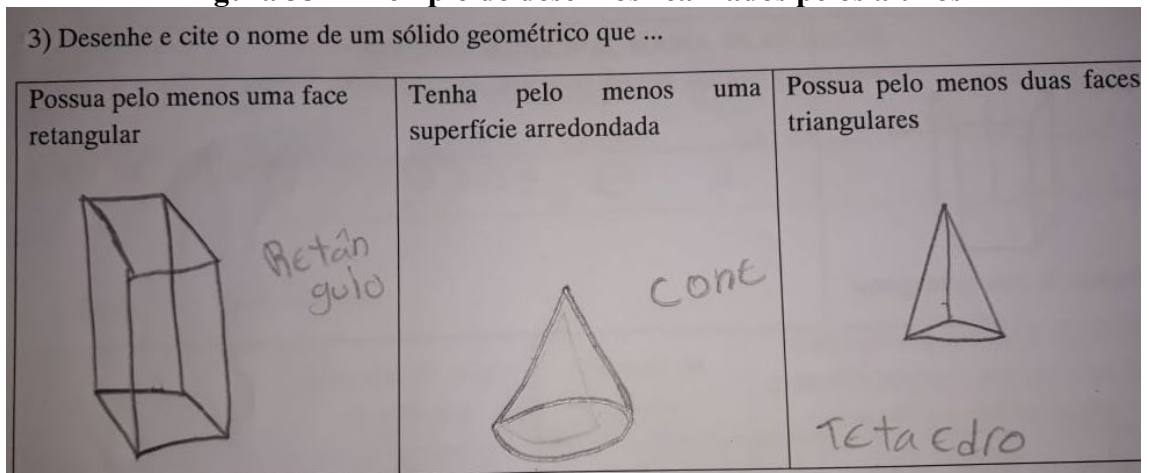 3) Desenhe e cite o nome de um sólido geométrico que ...
Possua pelo menos uma face
retangular
Retân
gulo
Tenha pelo menos uma
superfície arredondada
cone
Possua pelo menos duas faces
triangulares
Tetaedro